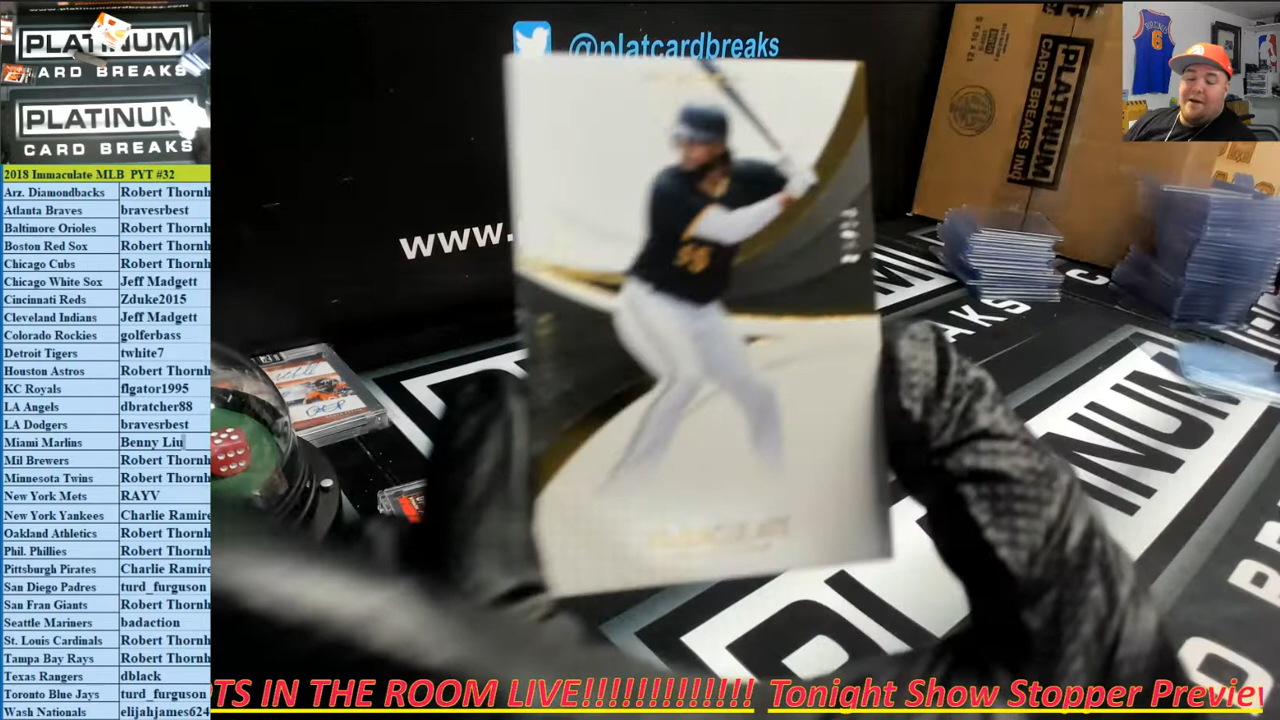 PLATINUM
CARD BREAKS
PLATINUM
CARD BREAKS
2018 Immaculate MLB PYT #32
Arz. Diamondbacks Robert Thornh
Atlanta Braves bravesrbest
Baltimore Orioles Robert Thornh
Boston Red Sox Robert Thornh
Chicago Cubs Robert Thornh
Chicago White Sox Jeff Madgett
Cincinnati Reds Zduke2015
Cleveland Indians Jeff Madgett
Colorado Rockies golferbass
Detroit Tigers twhite7
Houston Astros Robert Thornh
KC Royals flgator1995
LA Angels dbratcher88
LA Dodgers bravesrbest
Miami Marlins Benny Liu
Mil Brewers Robert Thornh
Minnesota Twins Robert Thornh
New York Mets RAYV
New York Yankees Charlie Ramire
Oakland Athletics Robert Thornh
Phil. Phillies Robert Thornh
Pittsburgh Pirates Charlie Ramire
San Diego Padres turd_furguson
San Fran Giants Robert Thornh
Seattle Mariners badaction
St. Louis Cardinals Robert Thornh
Tampa Bay Rays Robert Thornh
Texas Rangers dblack
Toronto Blue Jays turd_furguson
Wash Nationals elijahjames624
@platcardbreaks
www.
PLATINUM
CARD BREAKS INC
6
C
AKS
INUM
PL
O BR
OTS IN THE ROOM LIVE!!!!!!!!!!!!! Tonight Show Stopper Previe